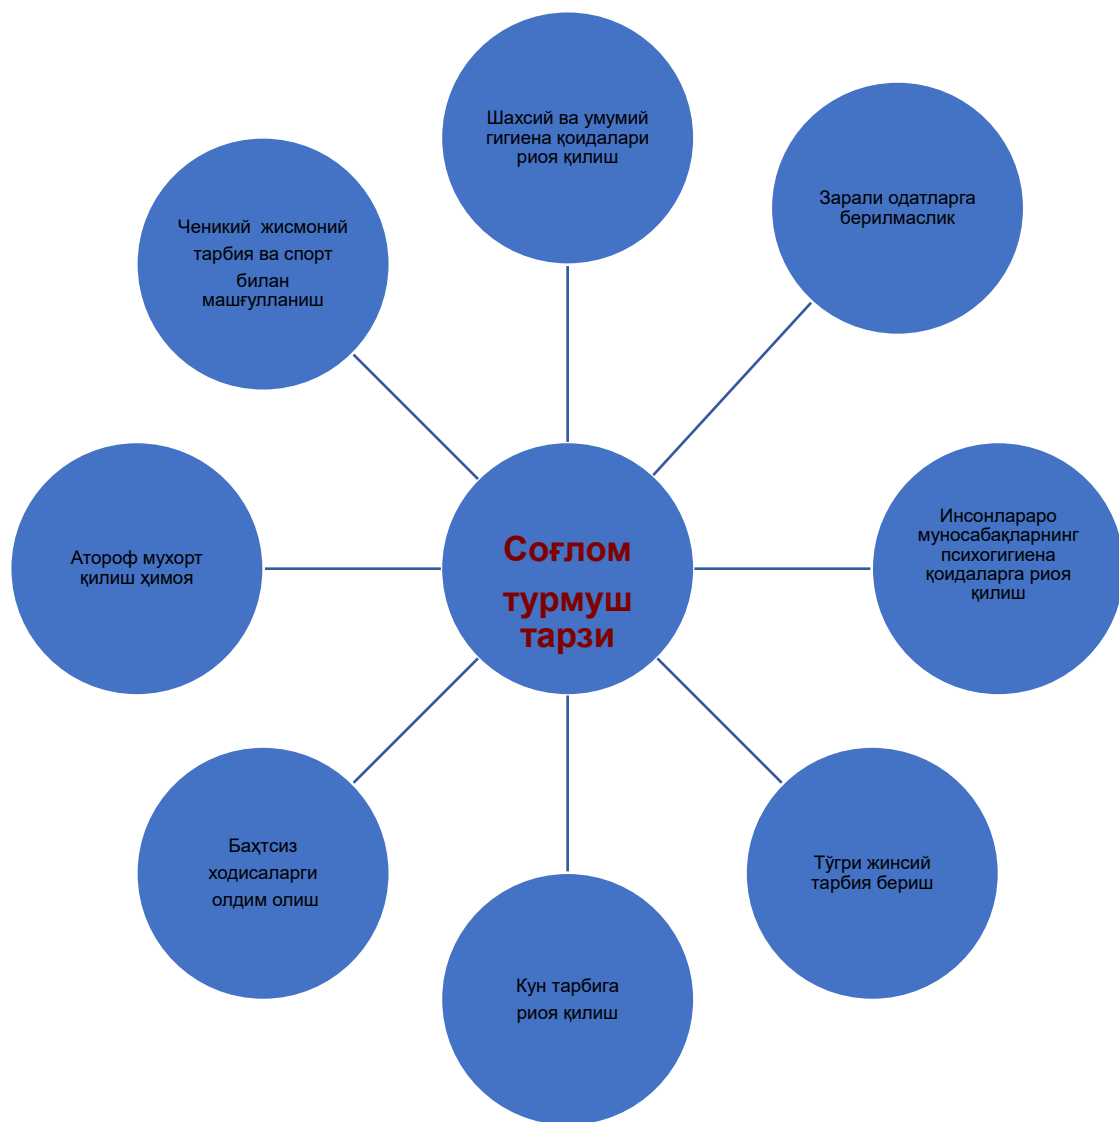 Шахсий ва умумий
гигиена қоидалари
риоя қилиш
Зарали одатларга
берилмаслик
Ченикий жисмоний
тарбия ва спорт
билан
машғулланиш
Инсонлараро
муносабақларнинг
психогигиена
қоидаларга риоя
қилиш
Соғлом
турмуш
тарзи
Атороф мухорт
қилиш ҳимоя
Баҳтсиз
ходисаларги
олдим олиш
Тўгри жинсий
тарбия бериш
Кун тарбига
риоя қилиш